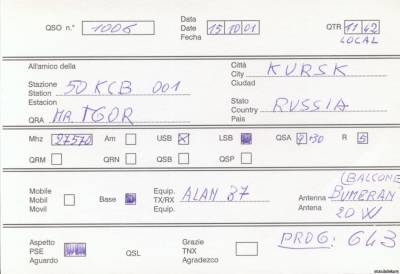 QSO n.° 1006 Data Date Fecha 15 10 01 QTR 11 42
LOCAL
All'amico della
Stazione Station Estacion 50 KCB 001
Città City Ciudad KURSK
QRA MR. IGOR
Stato Country Pais RUSSIA
Mhz 27570 Am USB X LSB QSA 9+30 R 5
QRM QRN QSB QSP
Mobile Mobil Movil Base Equip. TX/RX Equip. ALAN 87
(BALCONE)
Antenna Antena BUMERAN
20 W
Aspetto PSE Aguardo QSL Grazie TNX Agradezco
PROG: 643